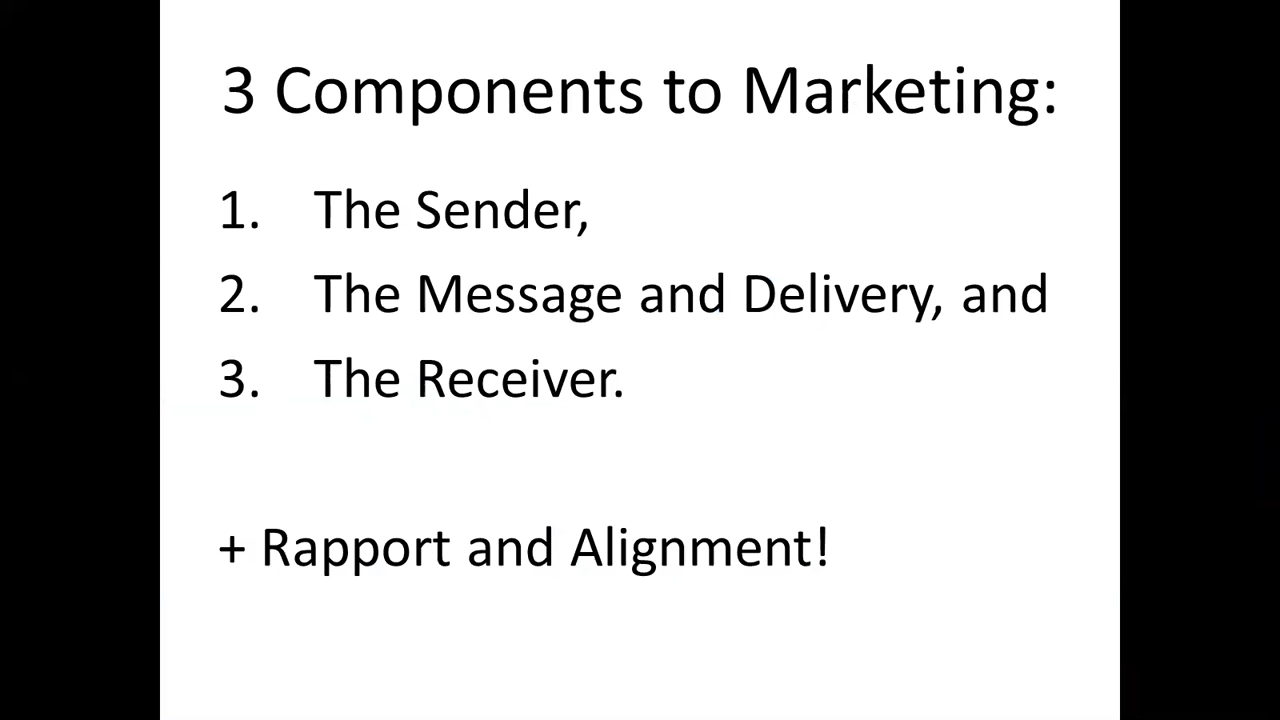 3 Components to Marketing:
1. The Sender,
2. The Message and Delivery, and
3. The Receiver.
+ Rapport and Alignment!